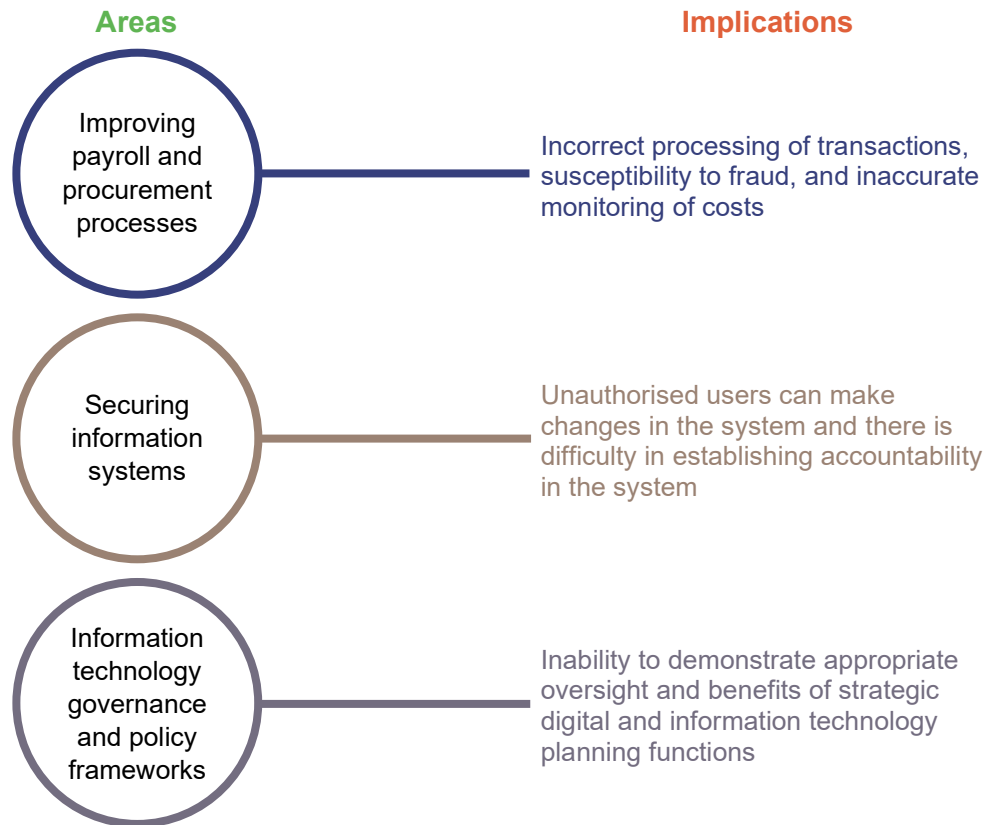 Areas
Implications
Improving
payroll and
procurement
processes
Incorrect processing of transactions,
susceptibility to fraud, and inaccurate
monitoring of costs
Securing
information
systems
Unauthorised users can make
changes in the system and there is
difficulty in establishing accountability
in the system
Information
technology
governance
and policy
frameworks
Inability to demonstrate appropriate
oversight and benefits of strategic
digital and information technology
planning functions